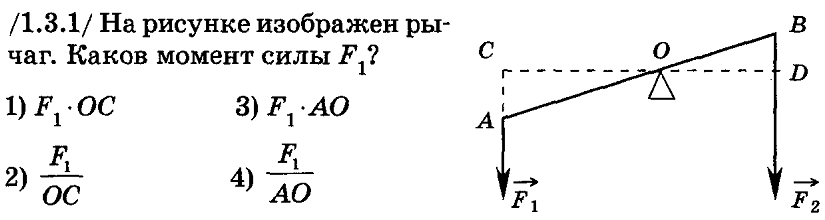 /1.3.1/ На рисунке изображен ры-
чаг. Каков момент силы F₁?
1) F₁ · OC
3) F₁ · AO
2) F₁/OC
4) F₁/AO
C
O
B
D
A
F₁
F₂